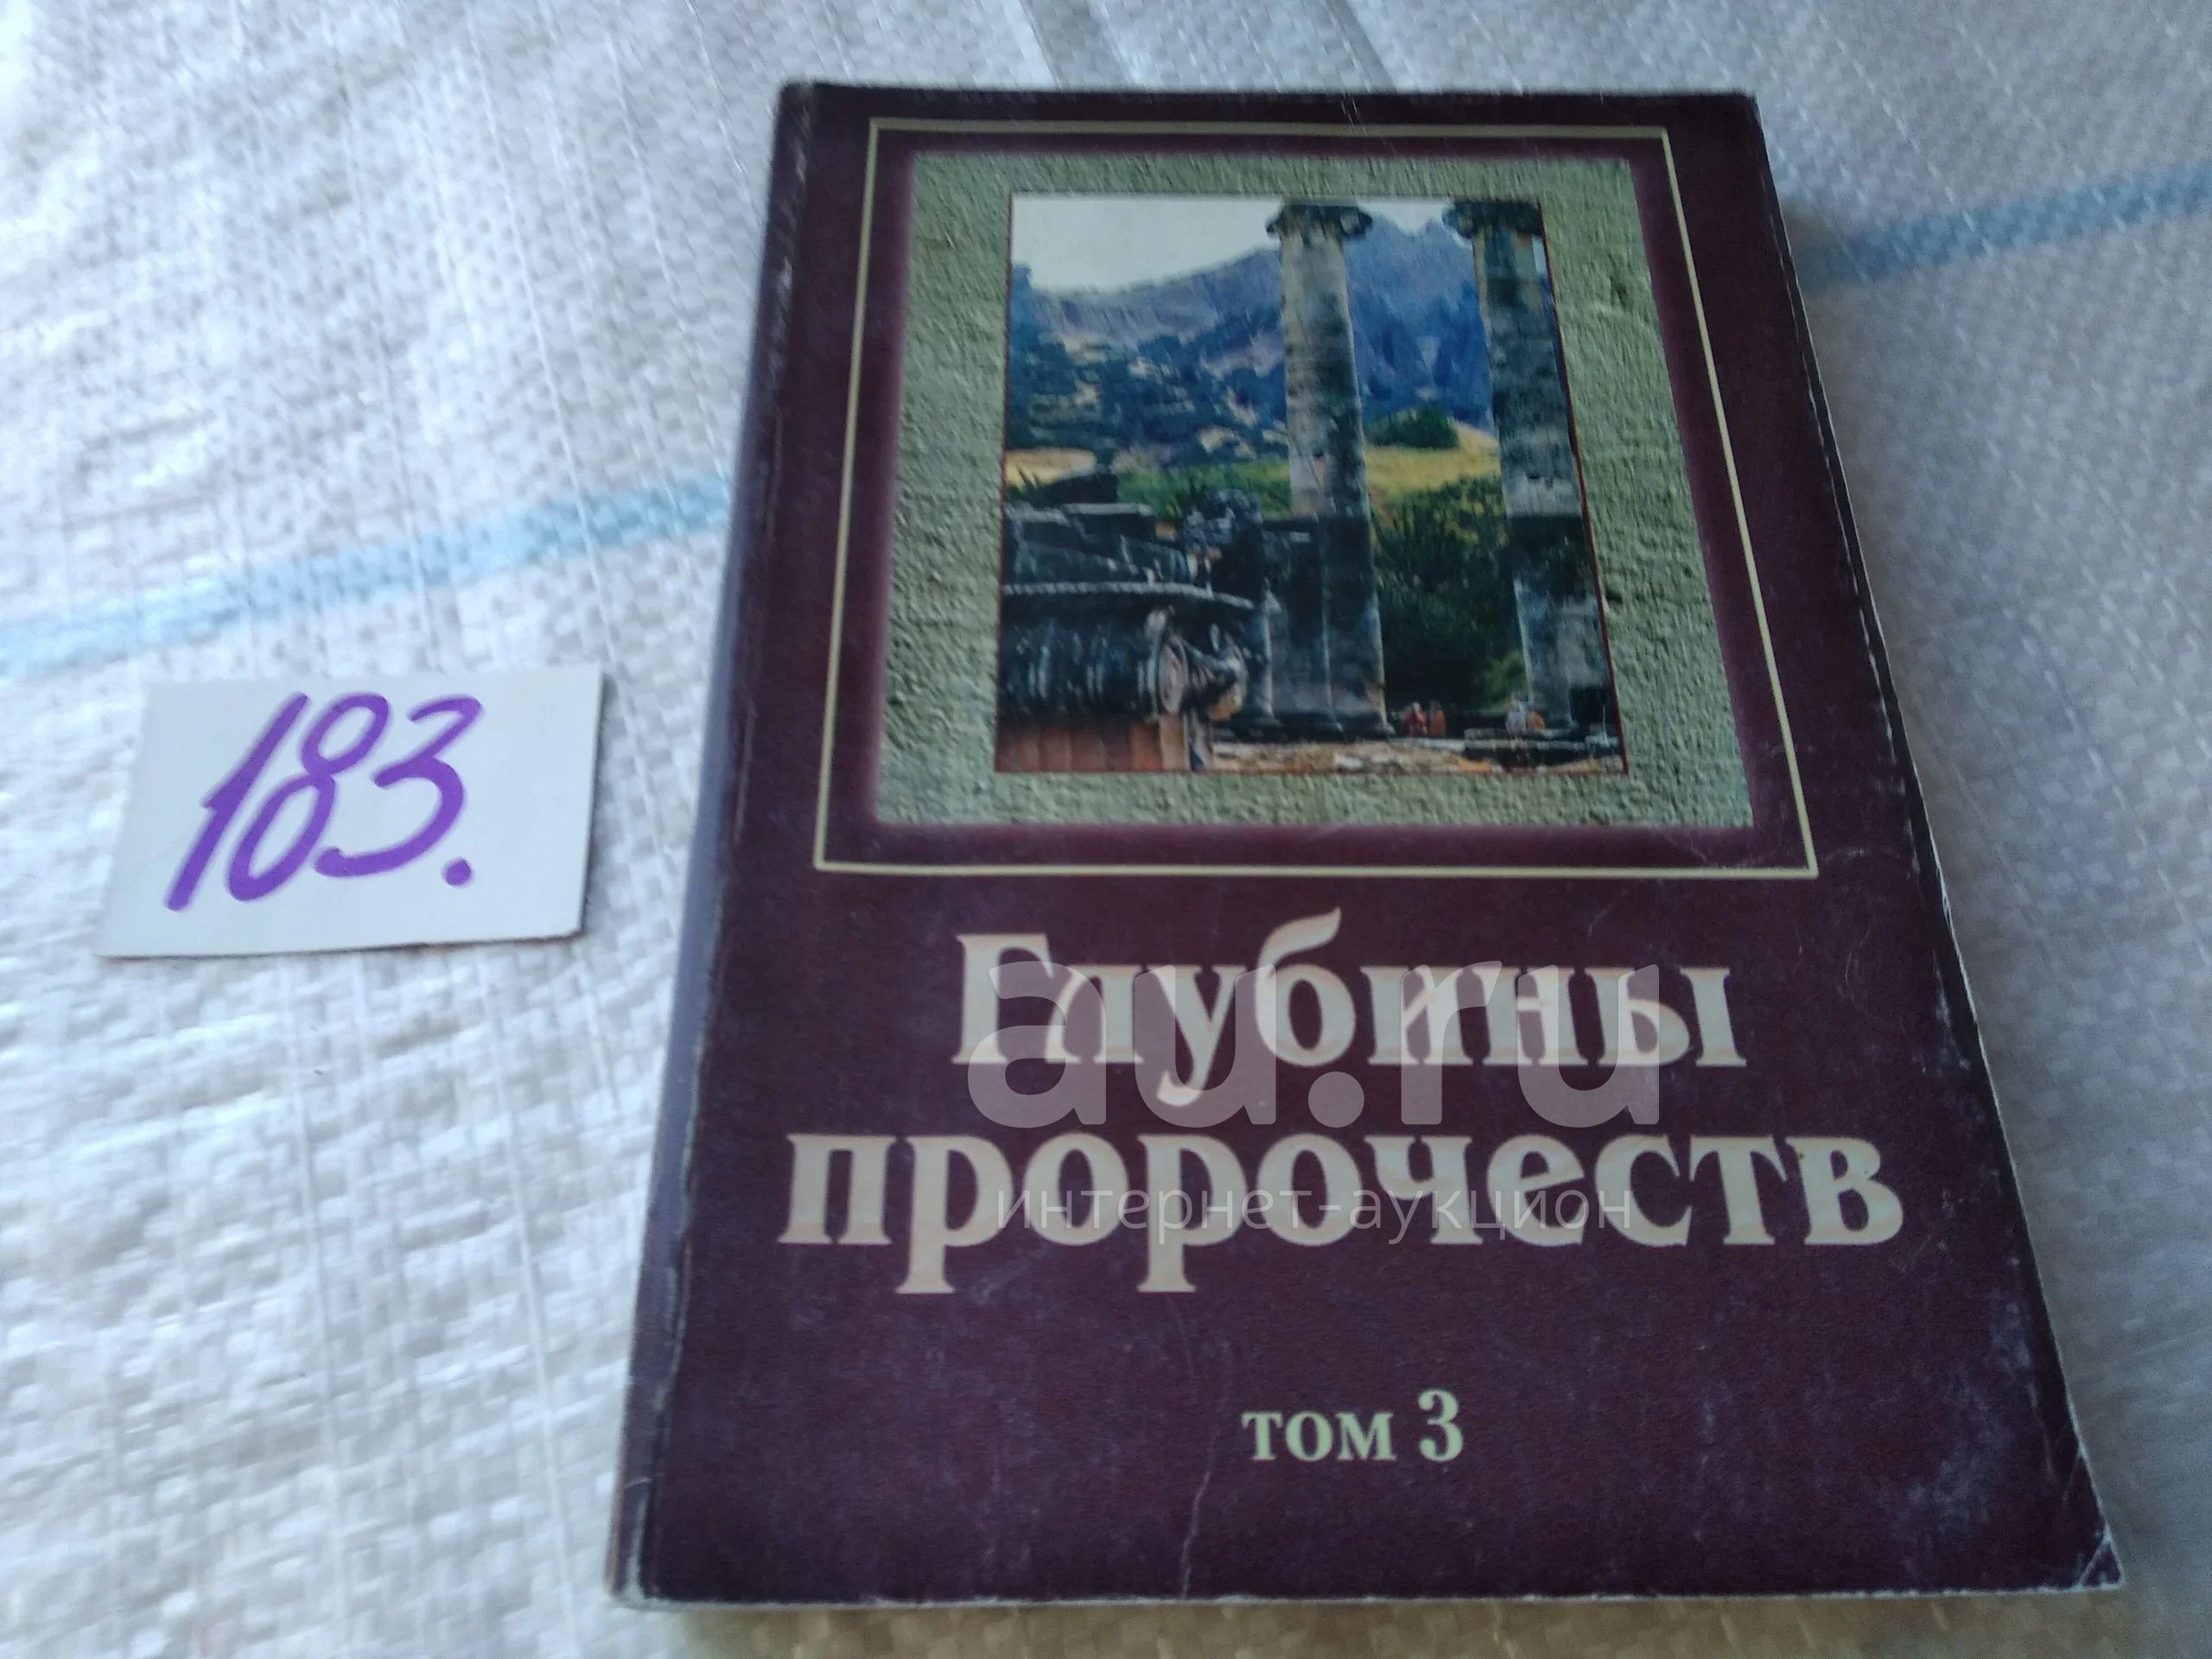 183.
Глубины
пророчеств
том 3
au.ru
интернет-аукцион